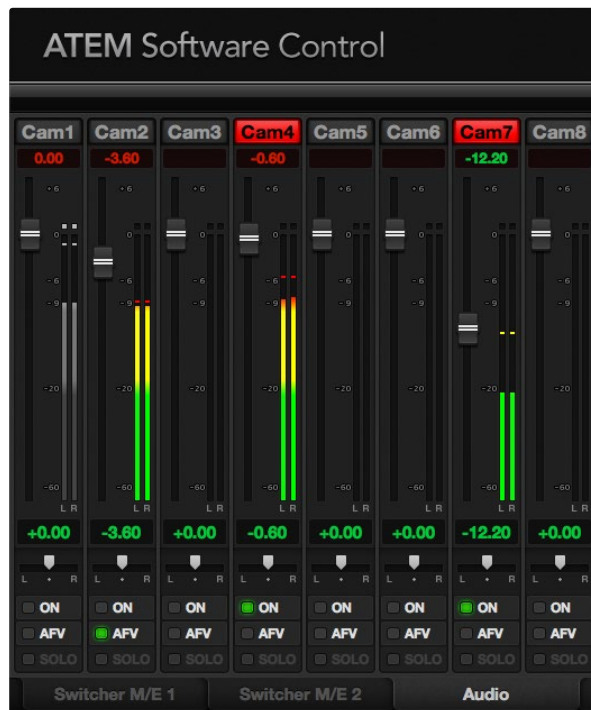 ATEM Software Control
Cam1 Cam2 Cam3 Cam4 Cam5 Cam6 Cam7 Cam8
0.00 -3.60 -0.60 -12.20
+6 +6 +6 +6 +6 +6 +6 +6
0 0 0 0 0 0 0 0
-6 -6 -6 -6 -6 -6 -6 -6
-9 -9 -9 -9 -9 -9 -9 -9
-20 -20 -20 -20 -20 -20 -20 -20
-60 -60 -60 -60 -60 -60 -60 -60
L R L R L R L R L R L R L R L R
+0.00 -3.60 +0.00 -0.60 +0.00 +0.00 -12.20 +0.00
L R L R L R L R L R L R L R L R
ON ON ON ON ON ON ON ON
AFV AFV AFV AFV AFV AFV AFV AFV
SOLO SOLO SOLO SOLO SOLO SOLO SOLO SOLO
Switcher M/E 1 Switcher M/E 2 Audio